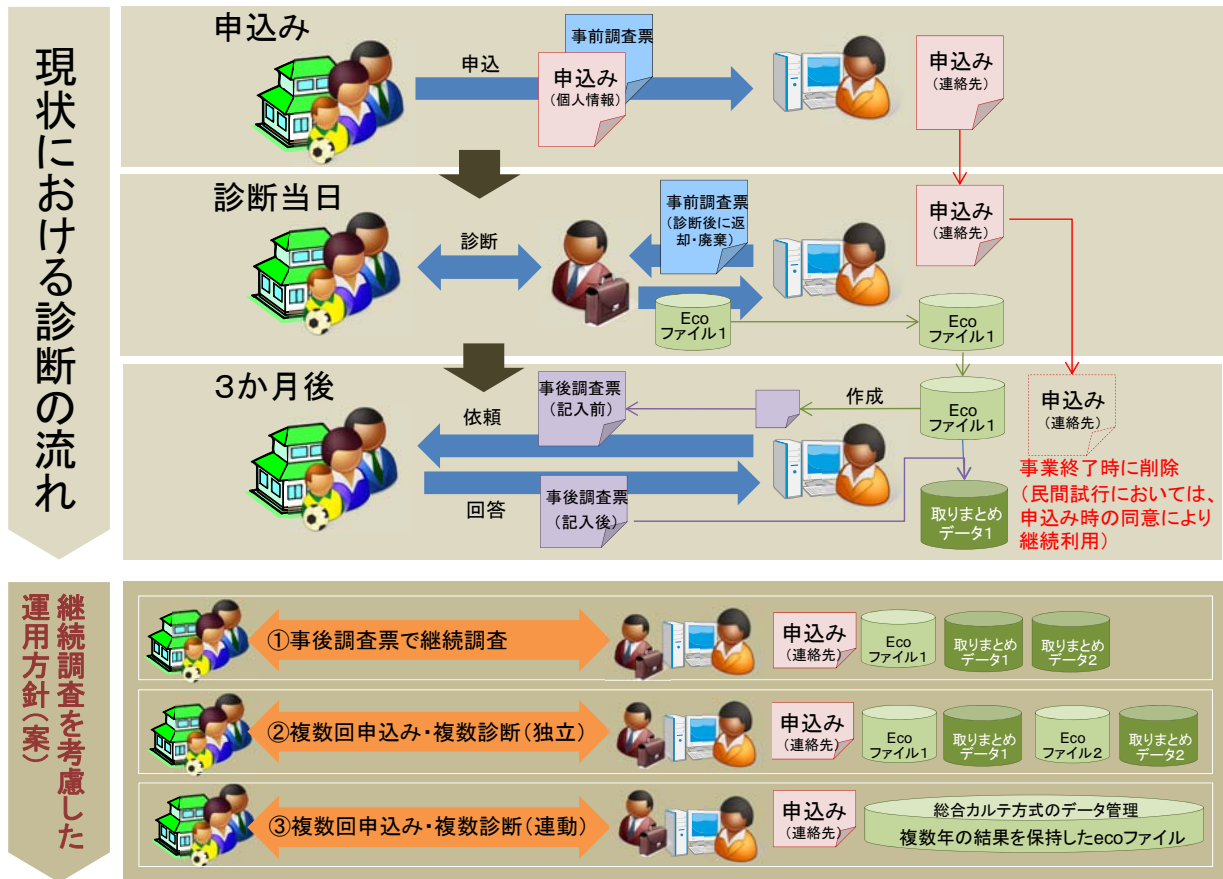 現状における診断の流れ
申込み
申込
事前調査票
申込み
（個人情報）
申込み
（連絡先）
診断当日
診断
事前調査票
（診断後に返
却・廃棄）
申込み
（連絡先）
Eco
ファイル１
Eco
ファイル１
３か月後
依頼
事後調査票
（記入前）
作成
Eco
ファイル１
申込み
（連絡先）
回答
事後調査票
（記入後）
取りまとめ
データ1
事業終了時に削除
（民間試行においては、
申込み時の同意により
継続利用）
継続調査を考慮した
運用方針（案）
①事後調査票で継続調査
申込み
（連絡先）
Eco
ファイル1
取りまとめ
データ1
取りまとめ
データ2
②複数回申込み・複数診断（独立）
申込み
（連絡先）
Eco
ファイル1
取りまとめ
データ1
Eco
ファイル2
取りまとめ
データ2
③複数回申込み・複数診断（連動）
申込み
（連絡先）
総合カルテ方式のデータ管理
複数年の結果を保持したecoファイル